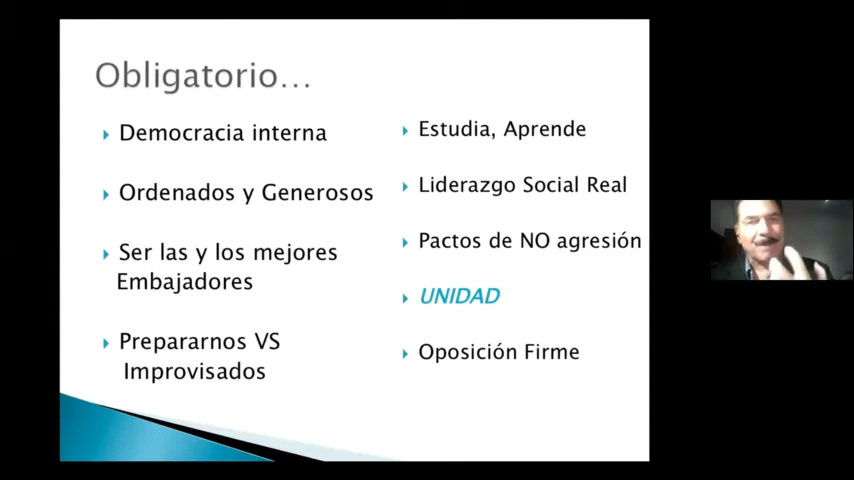 Obligatorio...
Democracia interna
Ordenados y Generosos
Ser las y los mejores
Embajadores
Prepararnos VS
Improvisados
Estudia, Aprende
Liderazgo Social Real
Pactos de NO agresión
UNIDAD
Oposición Firme